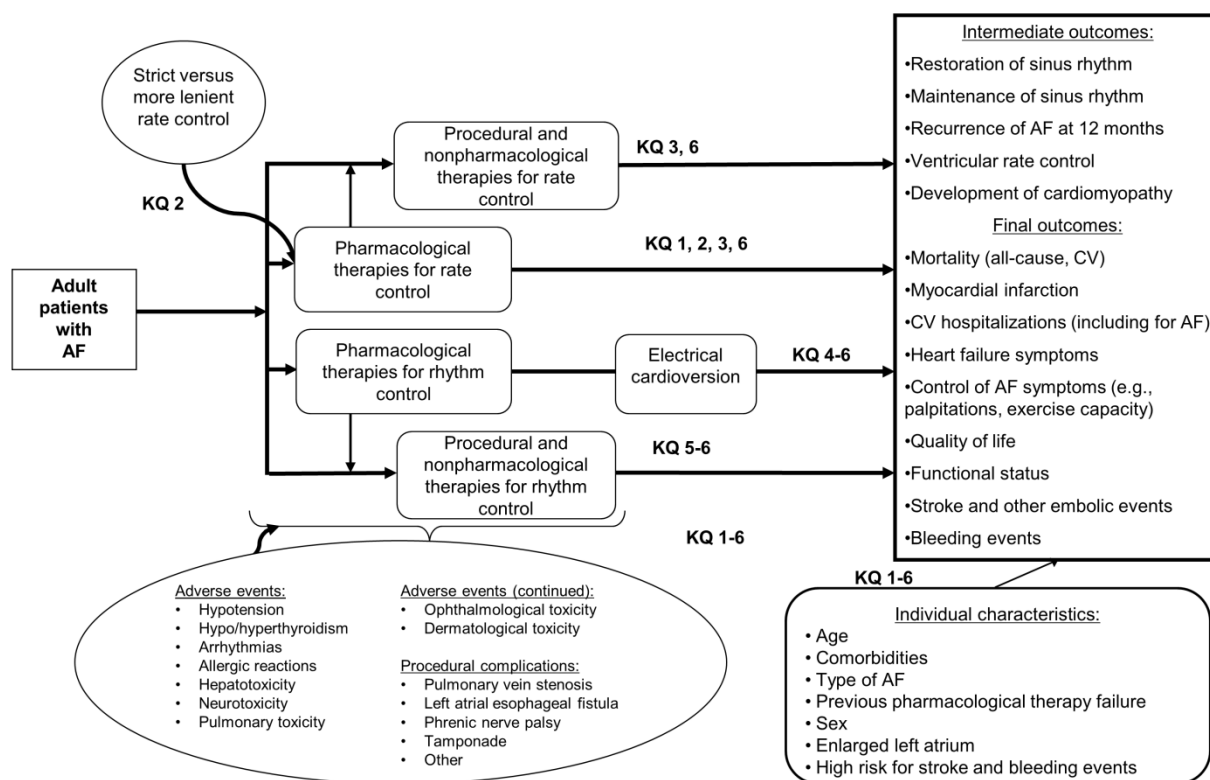 Strict versus
more lenient
rate control
KQ 2
Adult
patients
with
AF
Procedural and
nonpharmacological
therapies for rate
control
KQ 3, 6
Pharmacological
therapies for rate
control
KQ 1, 2, 3, 6
Pharmacological
therapies for rhythm
control
Electrical
cardioversion
KQ 4-6
Procedural and
nonpharmacological
therapies for rhythm
control
KQ 5-6
KQ 1-6
Intermediate outcomes:
•Restoration of sinus rhythm
•Maintenance of sinus rhythm
•Recurrence of AF at 12 months
•Ventricular rate control
•Development of cardiomyopathy
Final outcomes:
•Mortality (all-cause, CV)
•Myocardial infarction
•CV hospitalizations (including for AF)
•Heart failure symptoms
•Control of AF symptoms (e.g.,
palpitations, exercise capacity)
•Quality of life
•Functional status
•Stroke and other embolic events
•Bleeding events
Adverse events:
• Hypotension
• Hypo/hyperthyroidism
• Arrhythmias
• Allergic reactions
• Hepatotoxicity
• Neurotoxicity
• Pulmonary toxicity
Adverse events (continued):
• Ophthalmological toxicity
• Dermatological toxicity
Procedural complications:
• Pulmonary vein stenosis
• Left atrial esophageal fistula
• Phrenic nerve palsy
• Tamponade
• Other
KQ 1-6
Individual characteristics:
• Age
• Comorbidities
• Type of AF
• Previous pharmacological therapy failure
• Sex
• Enlarged left atrium
• High risk for stroke and bleeding events